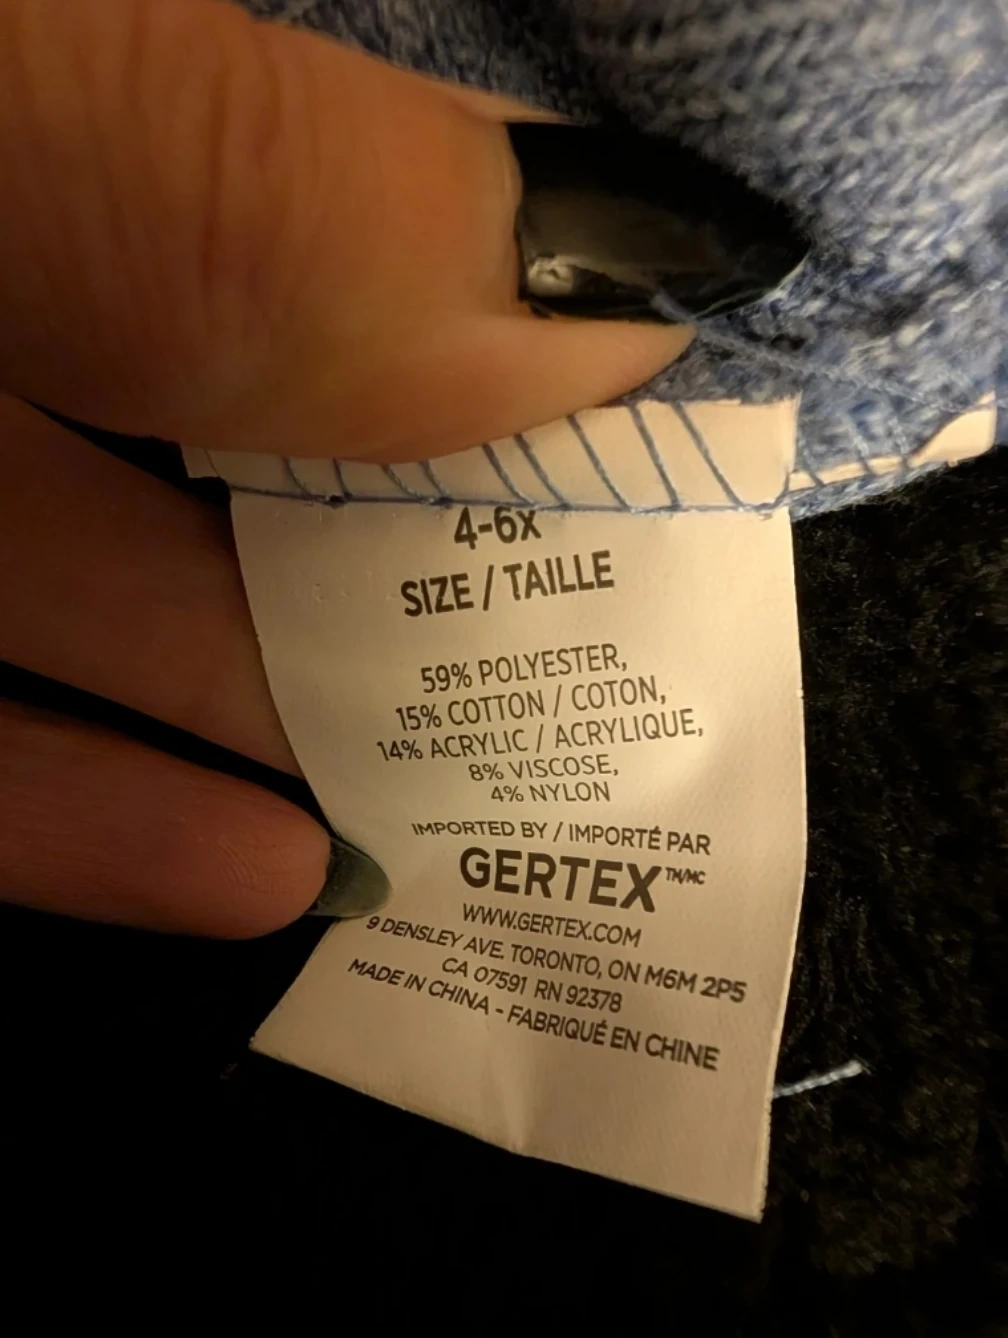 4-6x
SIZE / TAILLE
59% POLYESTER,
15% COTTON / COTON,
14% ACRYLIC / ACRYLIQUE,
8% VISCOSE,
4% NYLON
IMPORTED BY / IMPORTÉ PAR
GERTEX TM/MC
WWW.GERTEX.COM
9 DENSLEY AVE. TORONTO, ON M6M 2P5
CA 07591 RN 92378
MADE IN CHINA - FABRIQUÉ EN CHINE